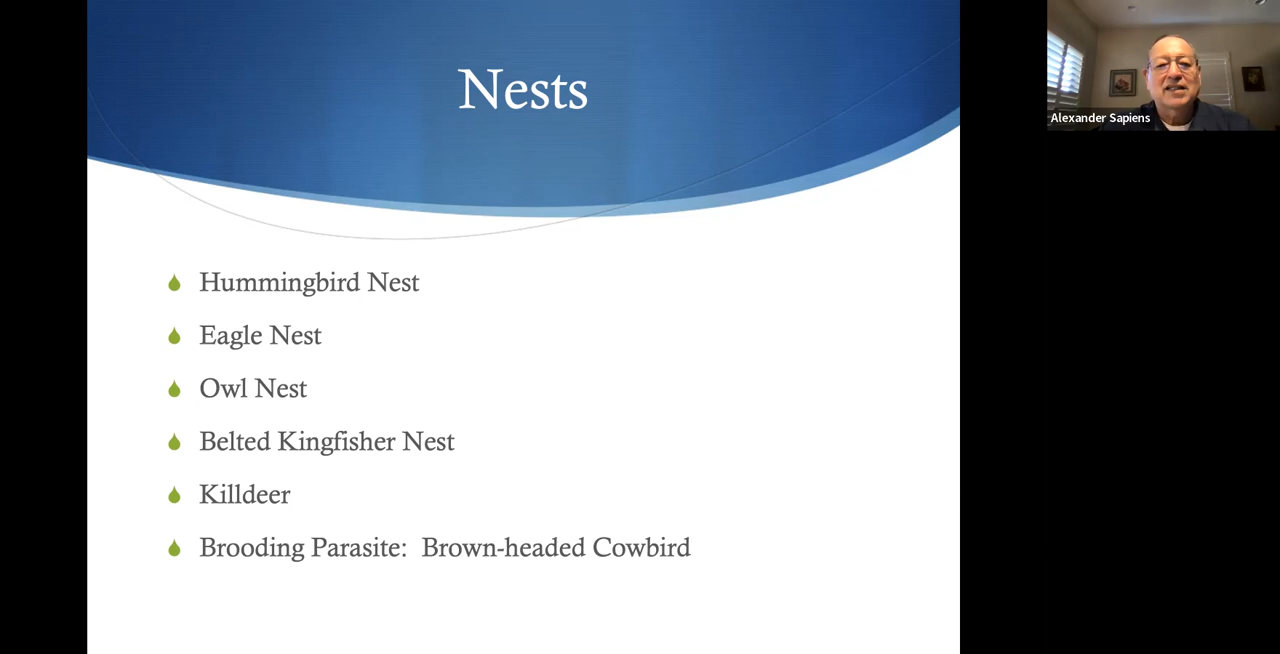 Nests
Alexander Sapiens
Hummingbird Nest
Eagle Nest
Owl Nest
Belted Kingfisher Nest
Killdeer
Brooding Parasite:  Brown-headed Cowbird